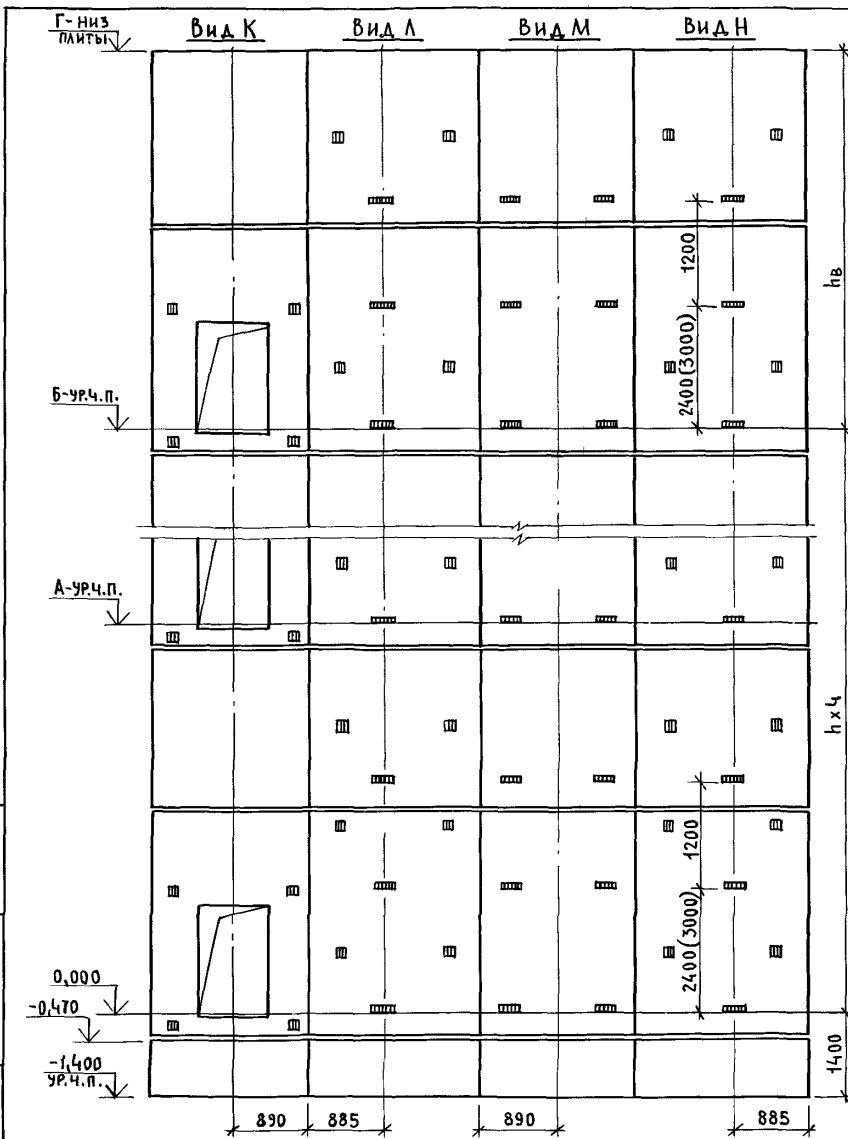 Г-низ
плиты
Вид К
Вид Л
Вид М
Вид Н
1200
2400(3000)
hв
Б-ур.ч.п.
А-ур.ч.п.
h×4
1200
2400(3000)
0,000
-0,470
-1,400
ур.ч.п.
1400
890
885
890
885